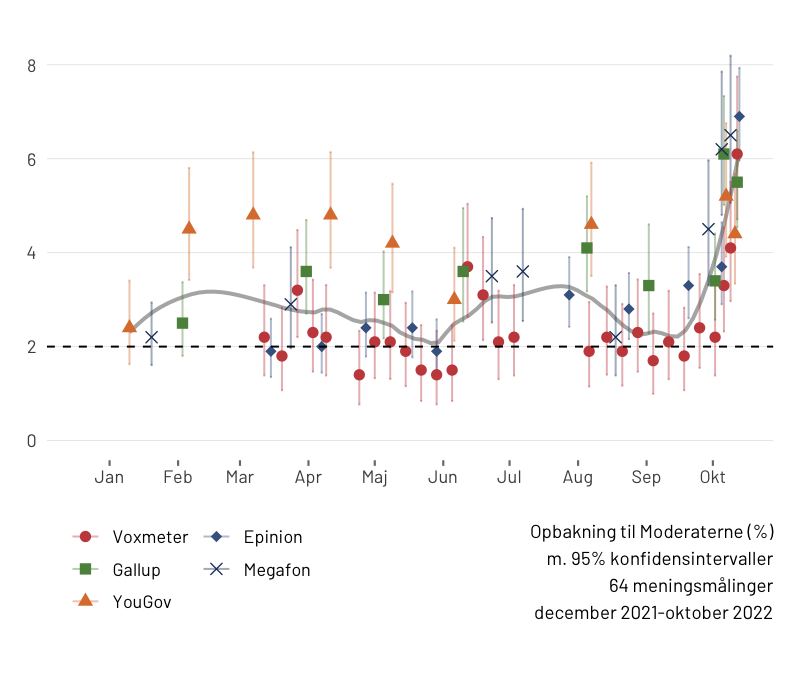 8
6
4
2
0
Jan Feb Mar Apr Maj Jun Jul Aug Sep Okt
Voxmeter Epinion
Gallup Megafon
YouGov
Opbakning til Moderaterne (%)
m. 95% konfidensintervaller
64 meningsmålinger
december 2021-oktober 2022